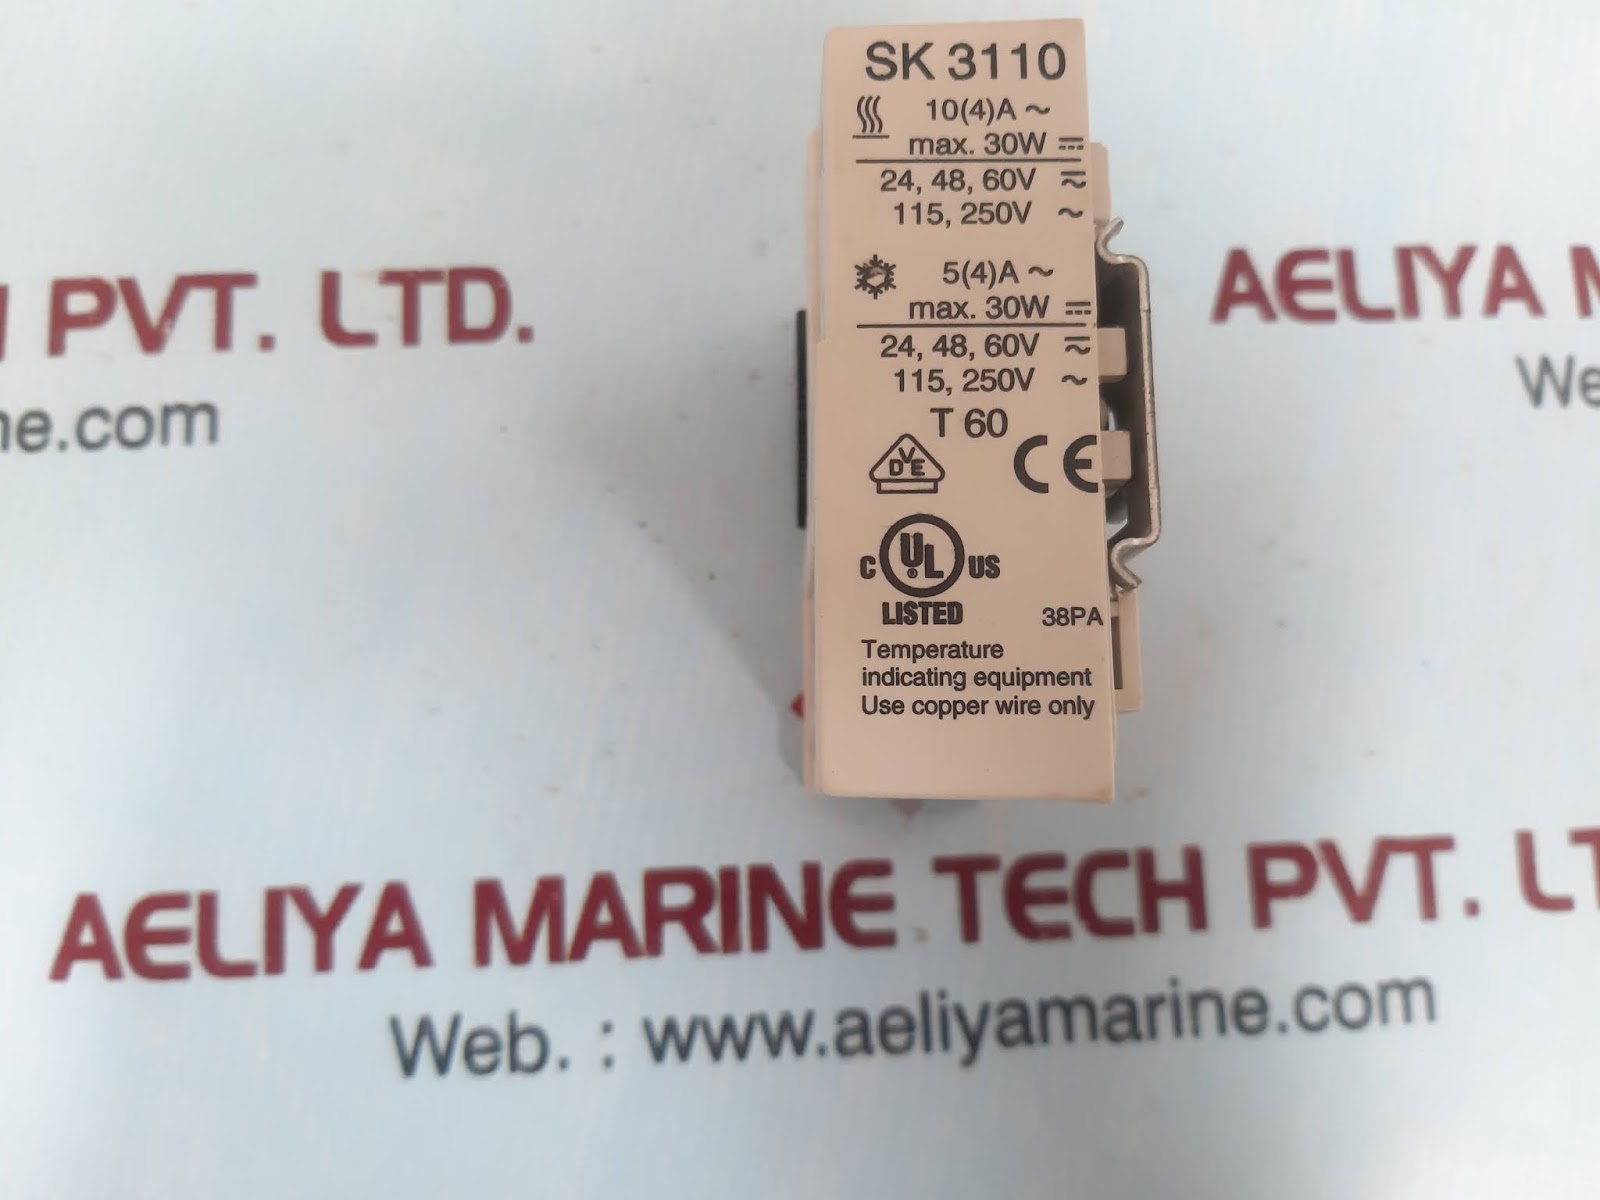 SK 3110
10(4)A ~
max. 30W ⎓
24, 48, 60V ⎓~
115, 250V ~
5(4)A ~
max. 30W ⎓
24, 48, 60V ⎓~
115, 250V ~
T 60
VDE
CE
C UL US
LISTED
38PA
Temperature
indicating equipment
Use copper wire only
PVT. LTD.
ne.com
AELIYA M
We
AELIYA MARINE TECH PVT. LT
Web. : www.aeliyamarine.com